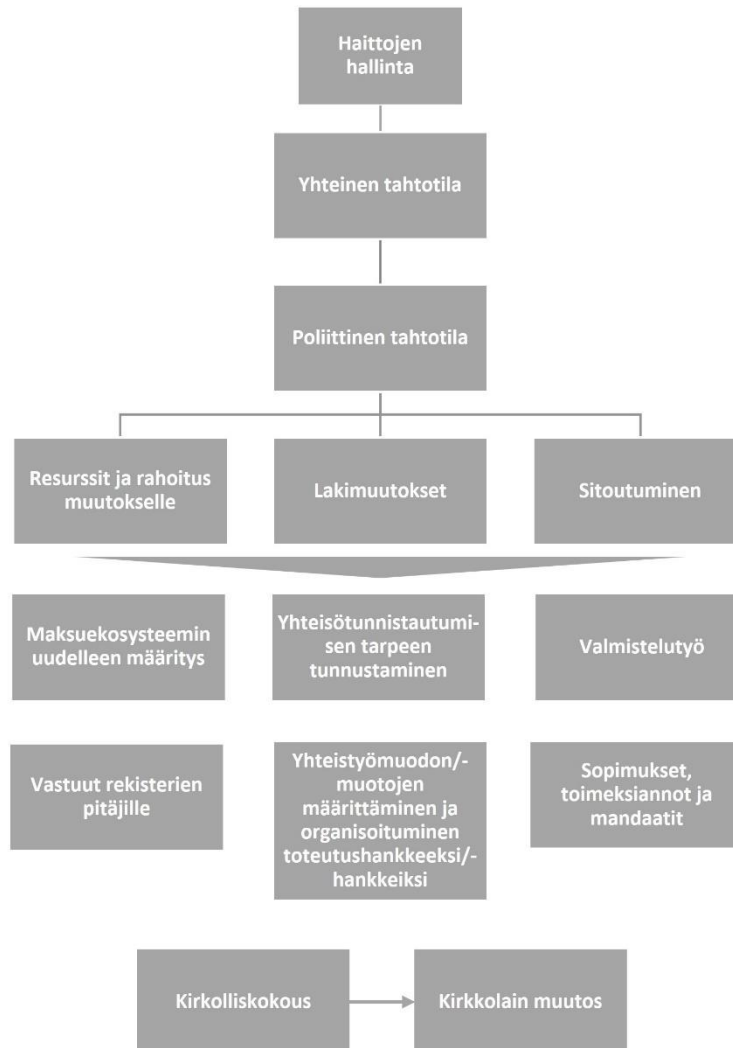 Haittojen
hallinta
Yhteinen tahtotila
Poliittinen tahtotila
Resurssit ja rahoitus
muutokselle
Lakimuutokset
Sitoutuminen
Maksuekosysteemin
uudelleen määritys
Yhteisötunnistautumi-
sen tarpeen
tunnustaminen
Valmistelutyö
Vastuut rekisterien
pitäjille
Yhteistyömuodon/-
muotojen
määrittäminen ja
organisoituminen
toteutushankkeeksi/-
hankkeiksi
Sopimukset,
toimeksiannot ja
mandaatit
Kirkolliskokous
Kirkkolain muutos